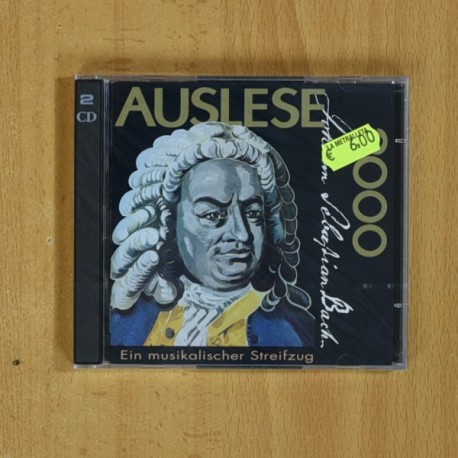 2
CD
AUSLESE
2000
LA METRALLETA
6,00
Johann Sebastian Bach.
Ein musikalischer Streifzug